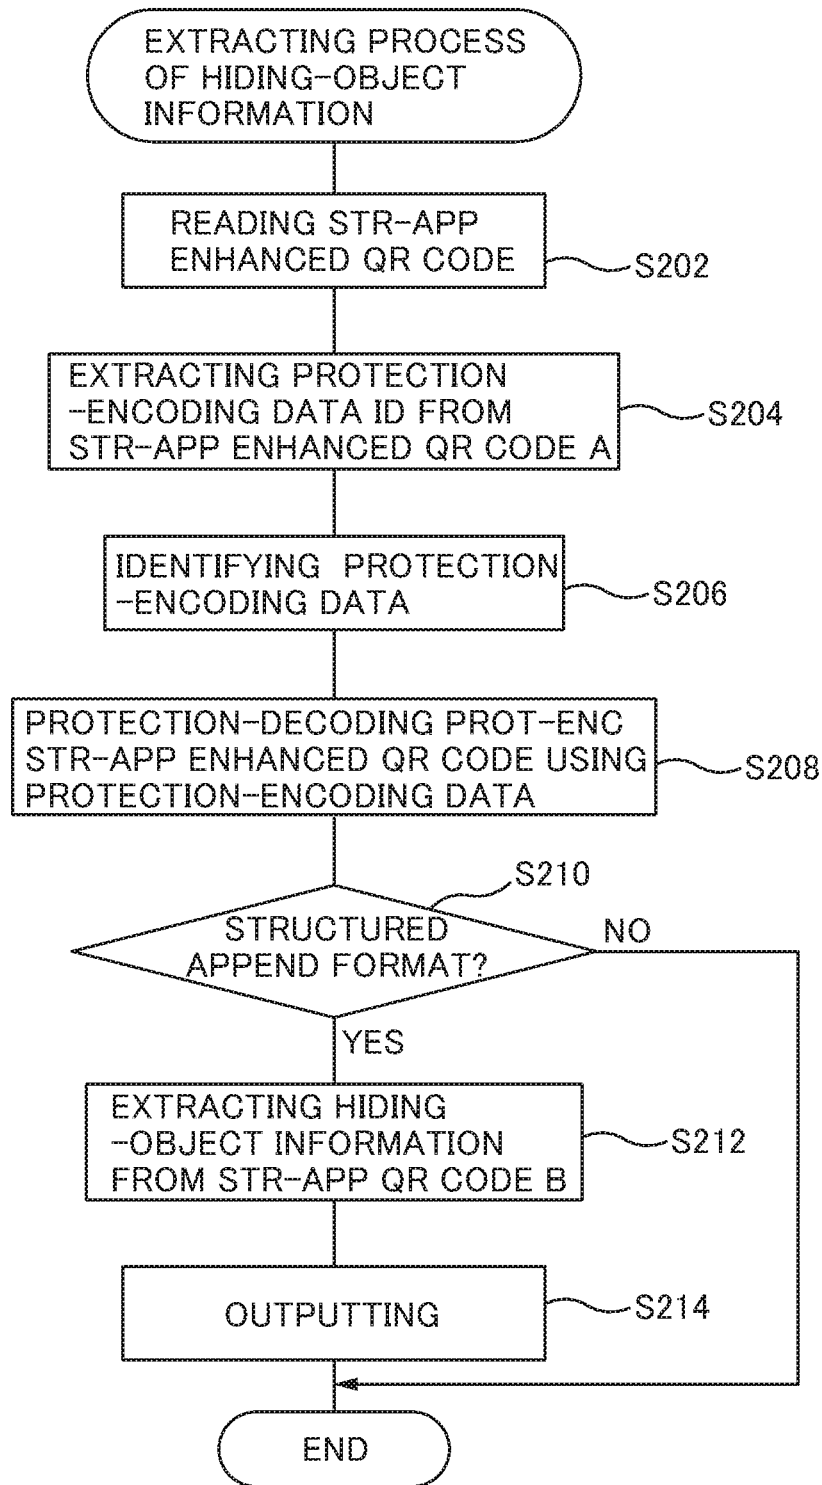 EXTRACTING PROCESS
OF HIDING-OBJECT
INFORMATION
READING STR-APP
ENHANCED QR CODE
S202
EXTRACTING PROTECTION
-ENCODING DATA ID FROM
STR-APP ENHANCED QR CODE A
S204
IDENTIFYING PROTECTION
-ENCODING DATA
S206
PROTECTION-DECODING PROT-ENC
STR-APP ENHANCED QR CODE USING
PROTECTION-ENCODING DATA
S208
S210
STRUCTURED
APPEND FORMAT?
NO
YES
EXTRACTING HIDING
-OBJECT INFORMATION
FROM STR-APP QR CODE B
S212
OUTPUTTING
S214
END